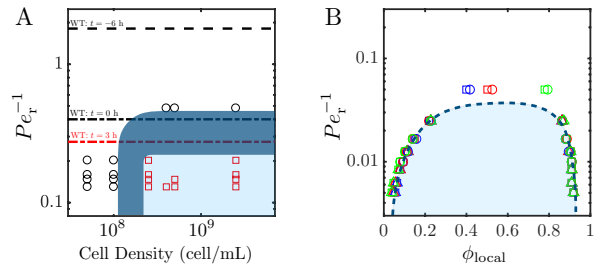 A
B
WT: t = −6 h
WT: t = 0 h
WT: t = 3 h
Pe_r^{-1}
1
0.1
10^8
10^9
Cell Density (cell/mL)
Pe_r^{-1}
0.1
0.01
0
0.2
0.4
0.6
0.8
1
ϕ_local